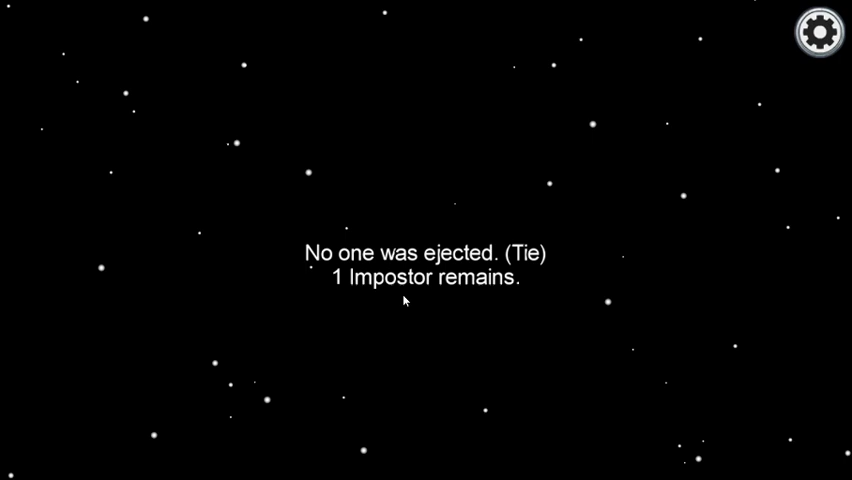 No one was ejected. (Tie)
1 Impostor remains.